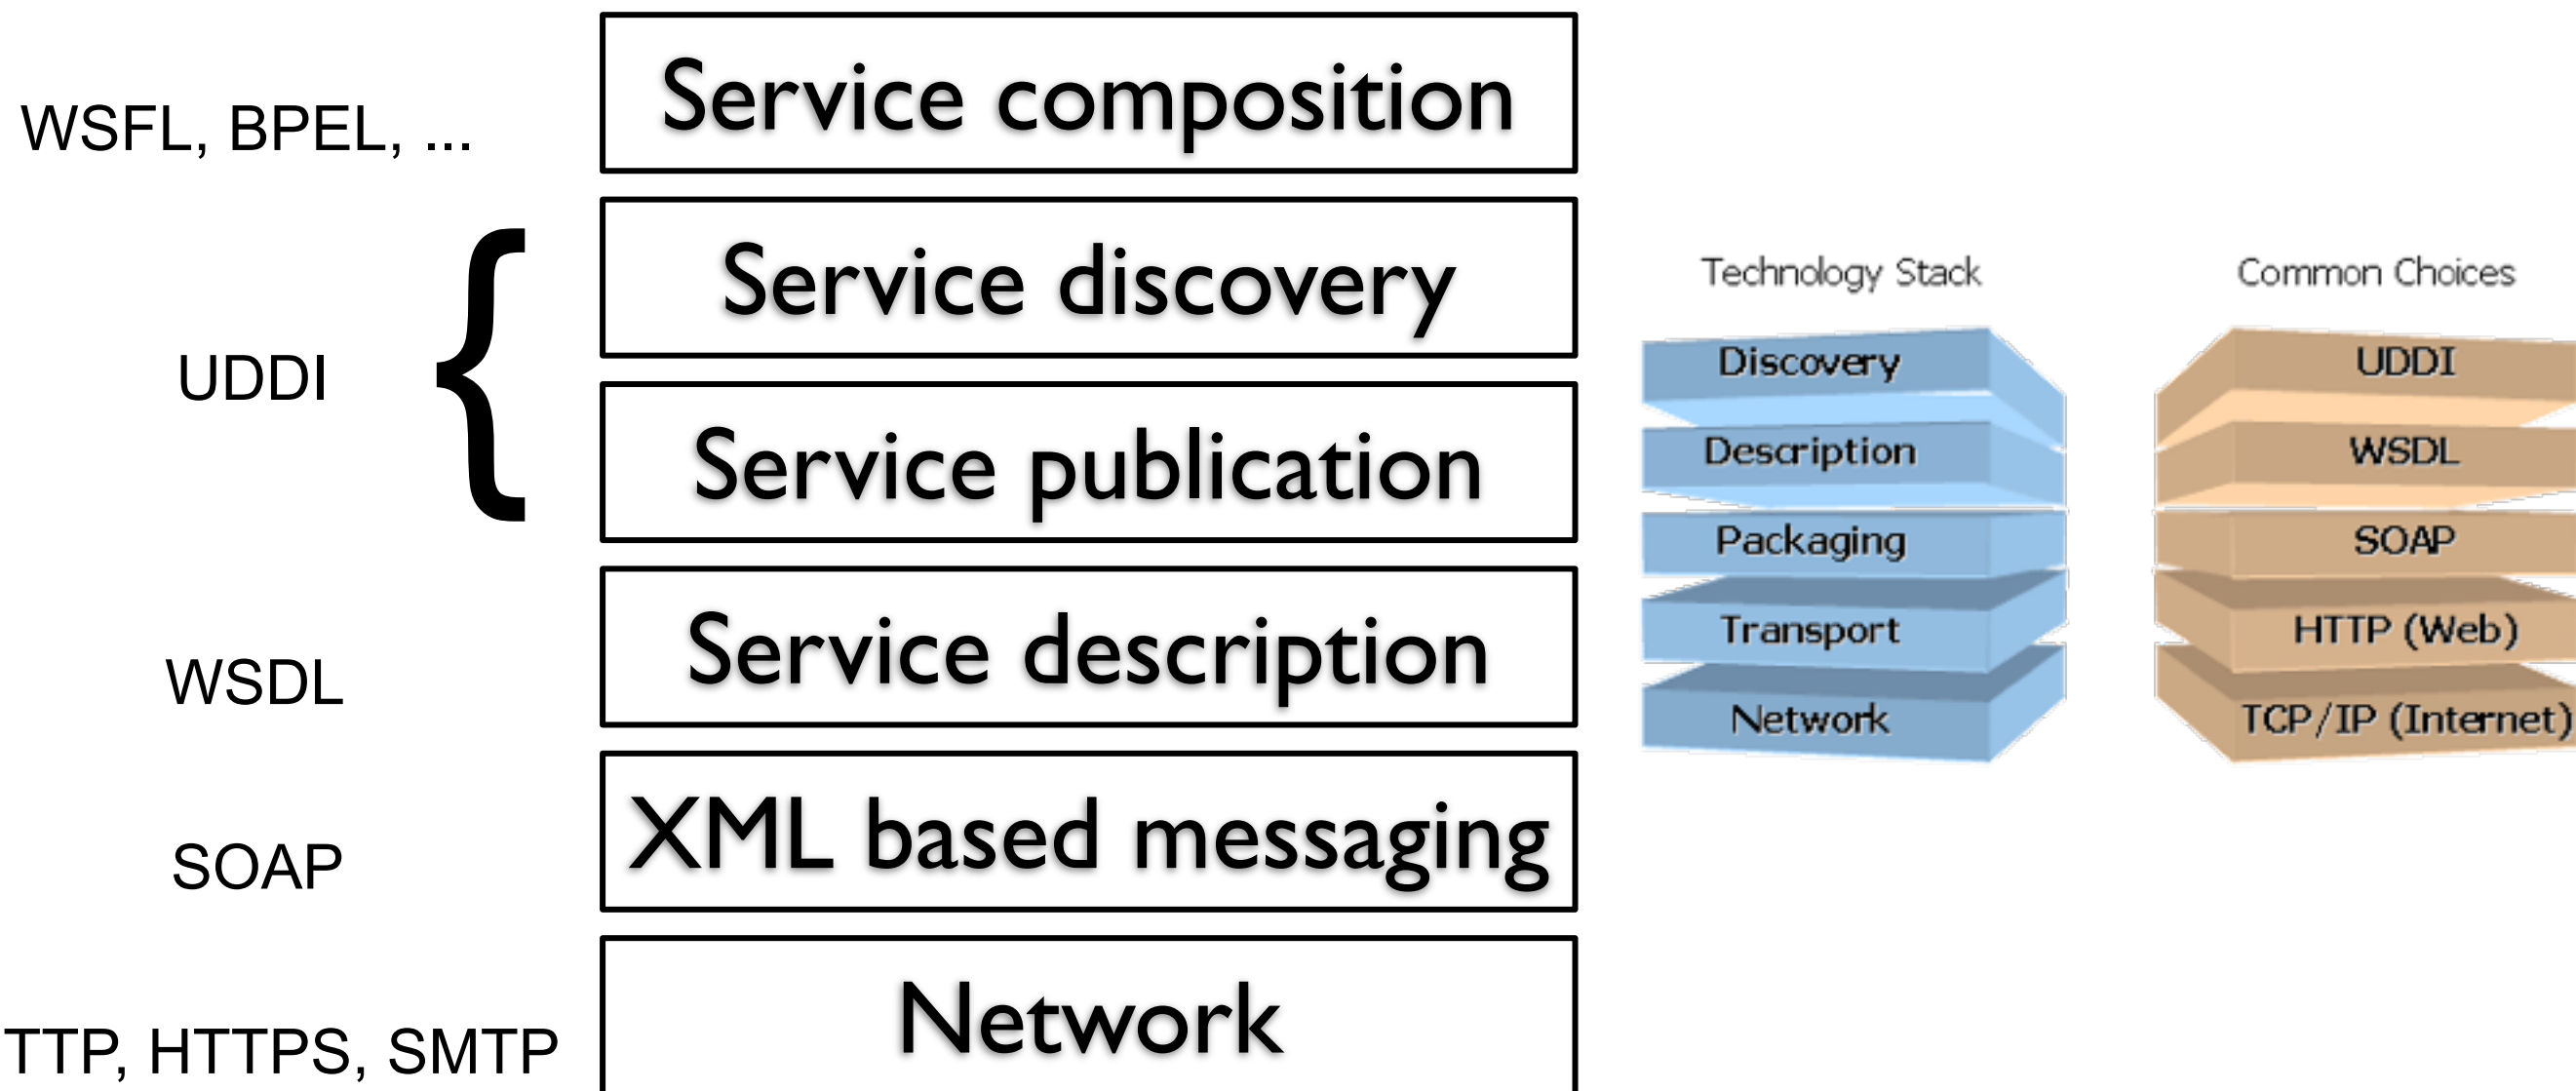 WSFL, BPEL, ...
Service composition
UDDI
{
Service discovery
Service publication
WSDL
Service description
SOAP
XML based messaging
TTP, HTTPS, SMTP
Network
Technology Stack
Discovery
Description
Packaging
Transport
Network
Common Choices
UDDI
WSDL
SOAP
HTTP (Web)
TCP/IP (Internet)